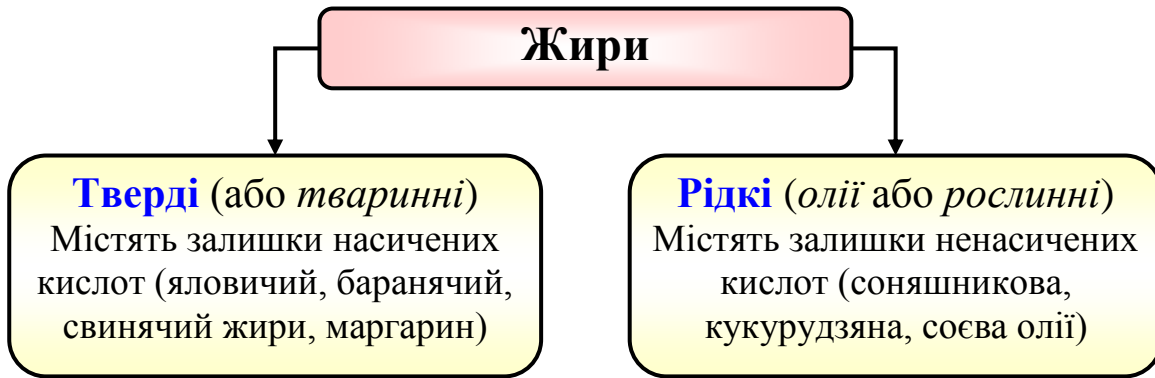 Жири
Тверді (або тваринні)
Містять залишки насичених
кислот (яловичий, баранячий,
свинячий жири, маргарин)
Рідкі (олії або рослинні)
Містять залишки ненасичених
кислот (соняшникова,
кукурудзяна, соєва олії)